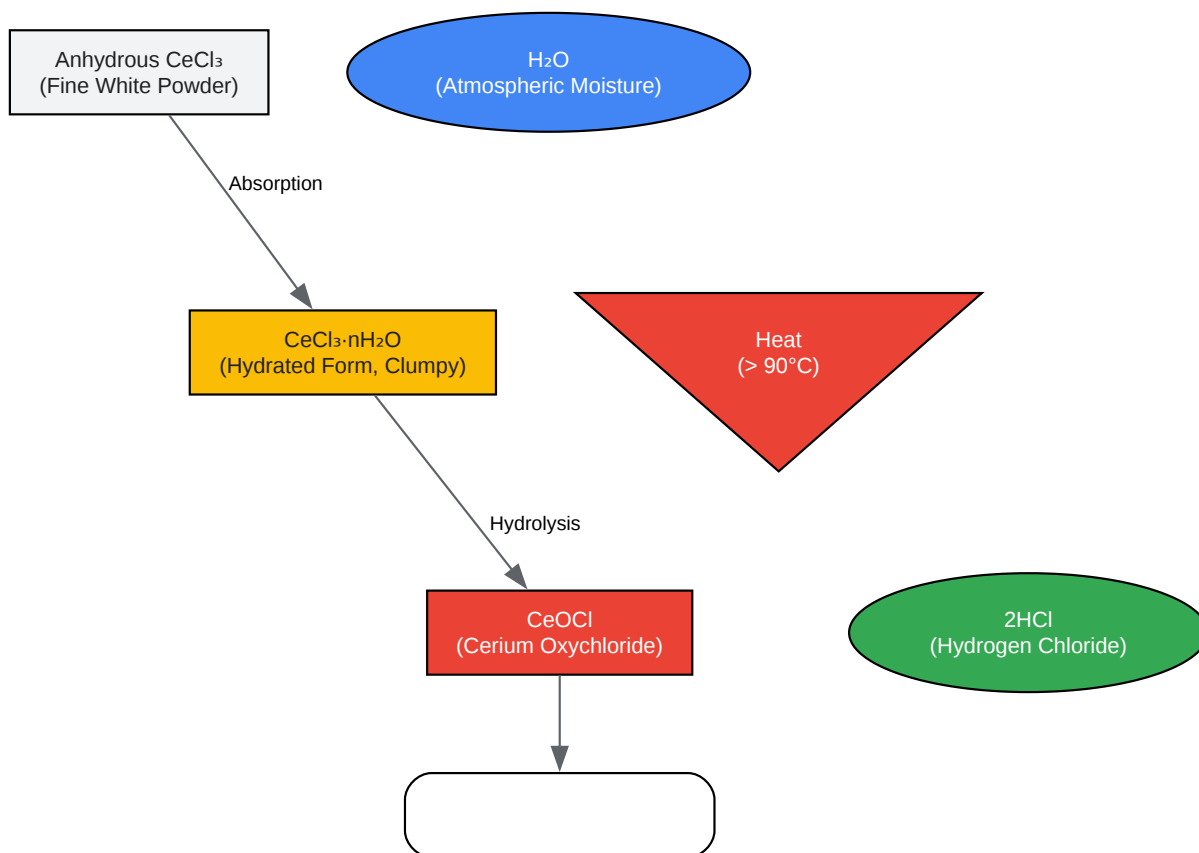 Anhydrous CeCl₃
(Fine White Powder)
H₂O
(Atmospheric Moisture)
Absorption
CeCl₃·nH₂O
(Hydrated Form, Clumpy)
Heat
(> 90°C)
Hydrolysis
CeOCl
(Cerium Oxychloride)
2HCl
(Hydrogen Chloride)